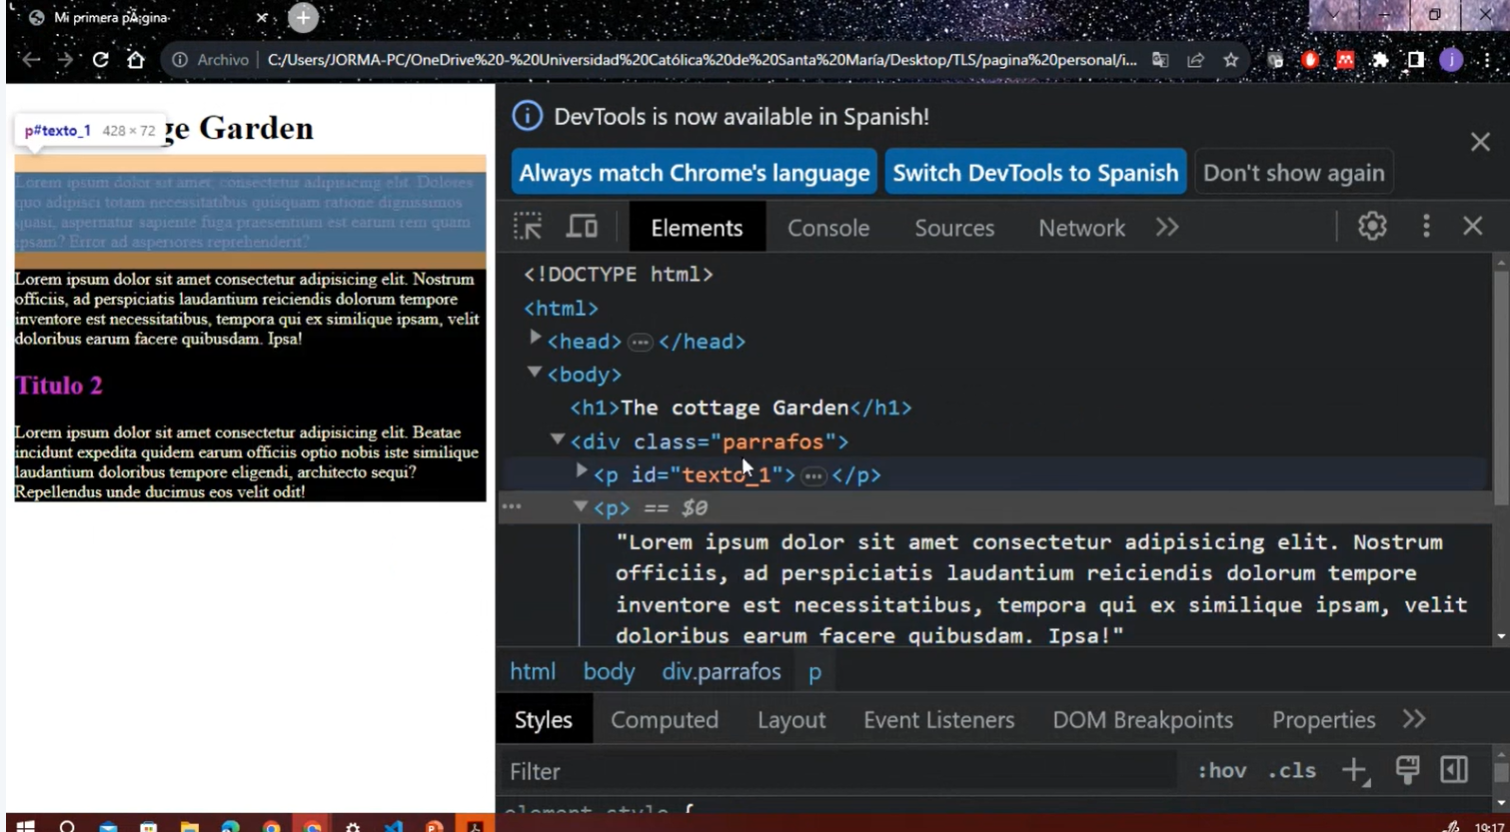 Mi primera pÃ¡gina
Archivo C:/Users/JORMA-PC/OneDrive%20-%20Universidad%20Católica%20de%20Santa%20María/Desktop/TLS/pagina%20personal/i...
j
p#texto_1 428 × 72
ge Garden
Lorem ipsum dolor sit amet, consectetur adipisicing elit. Dolores
quo adipisci totam necessitatibus quisquam ratione dignissimos
quasi, aspernatur sapiente fuga praesentium est earum rem quam
ipsam? Error ad asperiores reprehenderit?
Lorem ipsum dolor sit amet consectetur adipisicing elit. Nostrum
officiis, ad perspiciatis laudantium reiciendis dolorum tempore
inventore est necessitatibus, tempora qui ex similique ipsam, velit
doloribus earum facere quibusdam. Ipsa!
Titulo 2
Lorem ipsum dolor sit amet consectetur adipisicing elit. Beatae
incidunt expedita quidem earum officiis optio nobis iste similique
laudantium doloribus tempore eligendi, architecto sequi?
Repellendus unde ducimus eos velit odit!
DevTools is now available in Spanish!
Always match Chrome's language Switch DevTools to Spanish Don't show again
Elements Console Sources Network
<!DOCTYPE html>
<html>
<head> ... </head>
<body>
<h1>The cottage Garden</h1>
<div class="parrafos">
<p id="texto_1"> ... </p>
... <p> == $0
"Lorem ipsum dolor sit amet consectetur adipisicing elit. Nostrum
officiis, ad perspiciatis laudantium reiciendis dolorum tempore
inventore est necessitatibus, tempora qui ex similique ipsam, velit
doloribus earum facere quibusdam. Ipsa!"
html body div.parrafos p
Styles Computed Layout Event Listeners DOM Breakpoints Properties
Filter :hov .cls
element.style {
19:17